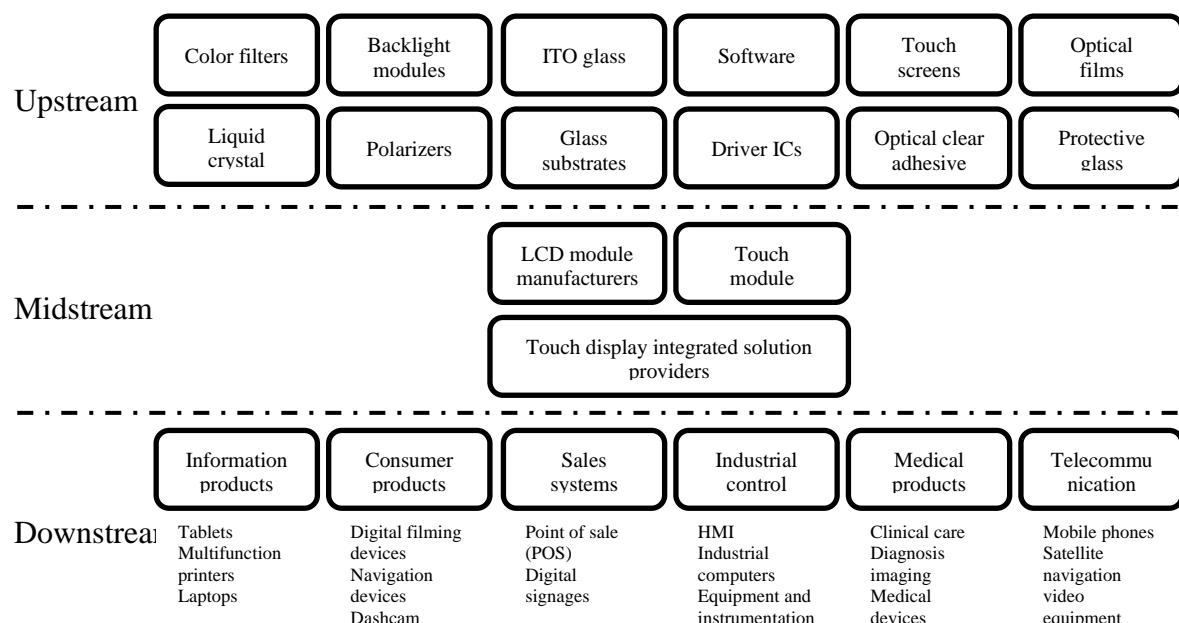 Color filters
Backlight
modules
ITO glass
Software
Touch
screens
Optical
films
Upstream
Liquid
crystal
Polarizers
Glass
substrates
Driver ICs
Optical clear
adhesive
Protective
glass
LCD module
manufacturers
Touch
module
Midstream
Touch display integrated solution
providers
Information
products
Consumer
products
Sales
systems
Industrial
control
Medical
products
Telecommu
nication
Downstrea
Tablets
Multifunction
printers
Laptops
Digital filming
devices
Navigation
devices
Dashcam
Point of sale
(POS)
Digital
signages
HMI
Industrial
computers
Equipment and
instrumentation
Clinical care
Diagnosis
imaging
Medical
devices
Mobile phones
Satellite
navigation
video
equipment